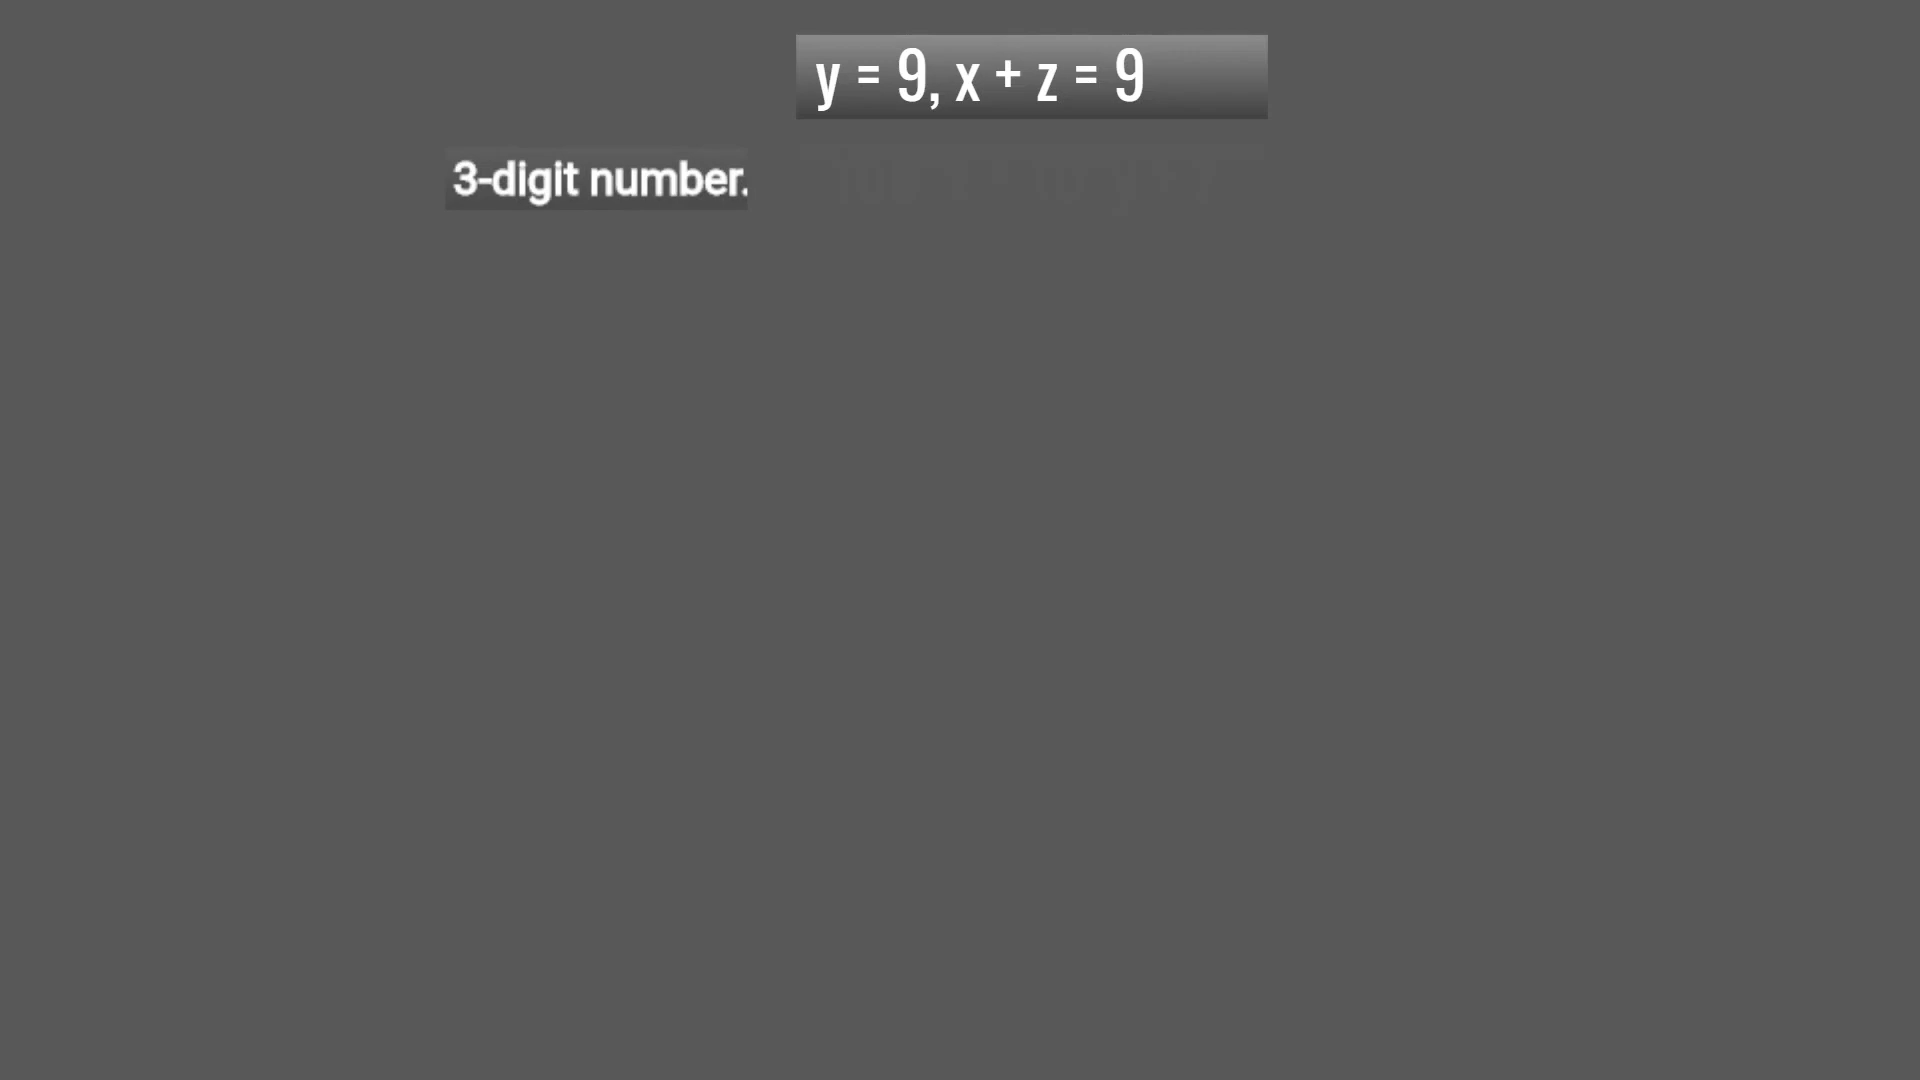 y = 9, x + z = 9
3-digit number.